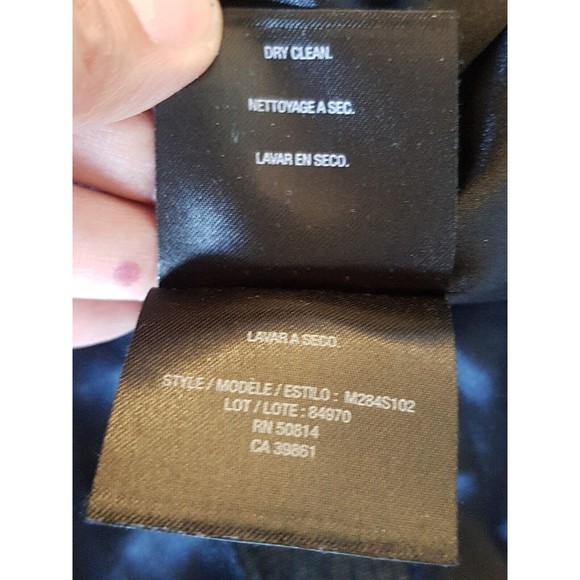 DRY CLEAN.
NETTOYAGE A SEC.
LAVAR EN SECO.
LAVAR A SECO.
STYLE / MODÈLE / ESTILO : M284S102
LOT / LOTE : 84970
RN 50814
CA 39861